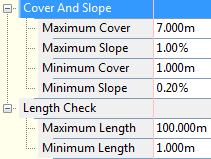 Cover And Slope
Maximum Cover 7.000m
Maximum Slope 1.00%
Minimum Cover 1.000m
Minimum Slope 0.20%
Length Check
Maximum Length 100.000m
Minimum Length 1.000m